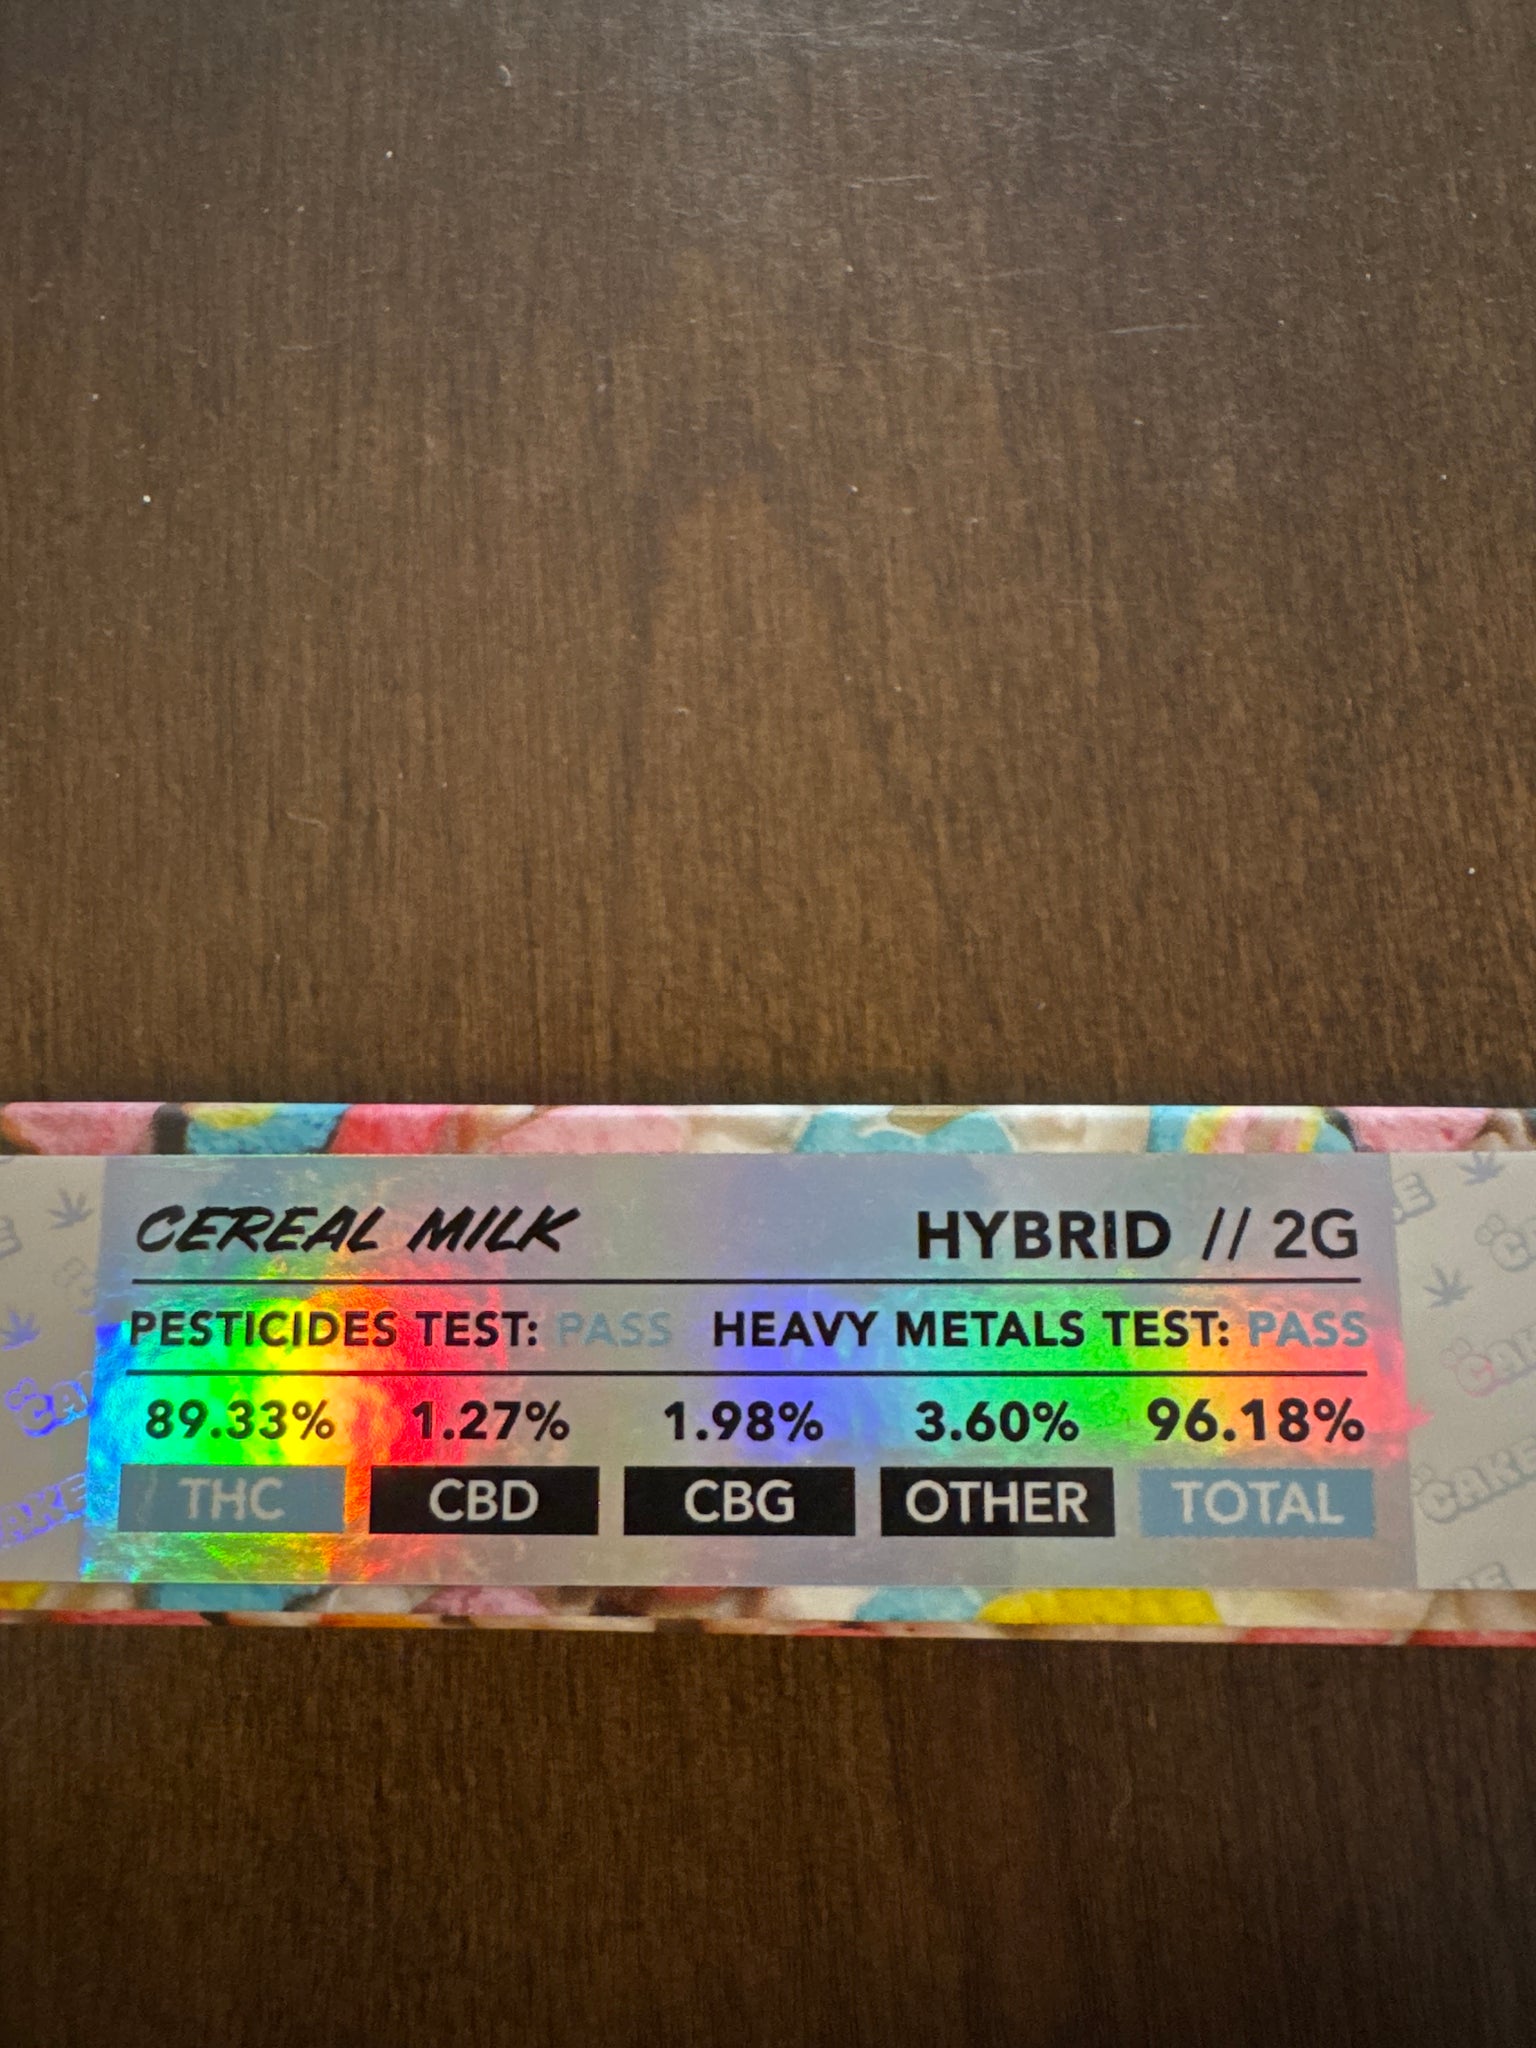 CEREAL MILK HYBRID // 2G
PESTICIDES TEST: PASS HEAVY METALS TEST: PASS
89.33% 1.27% 1.98% 3.60% 96.18%
THC CBD CBG OTHER TOTAL
CAKE